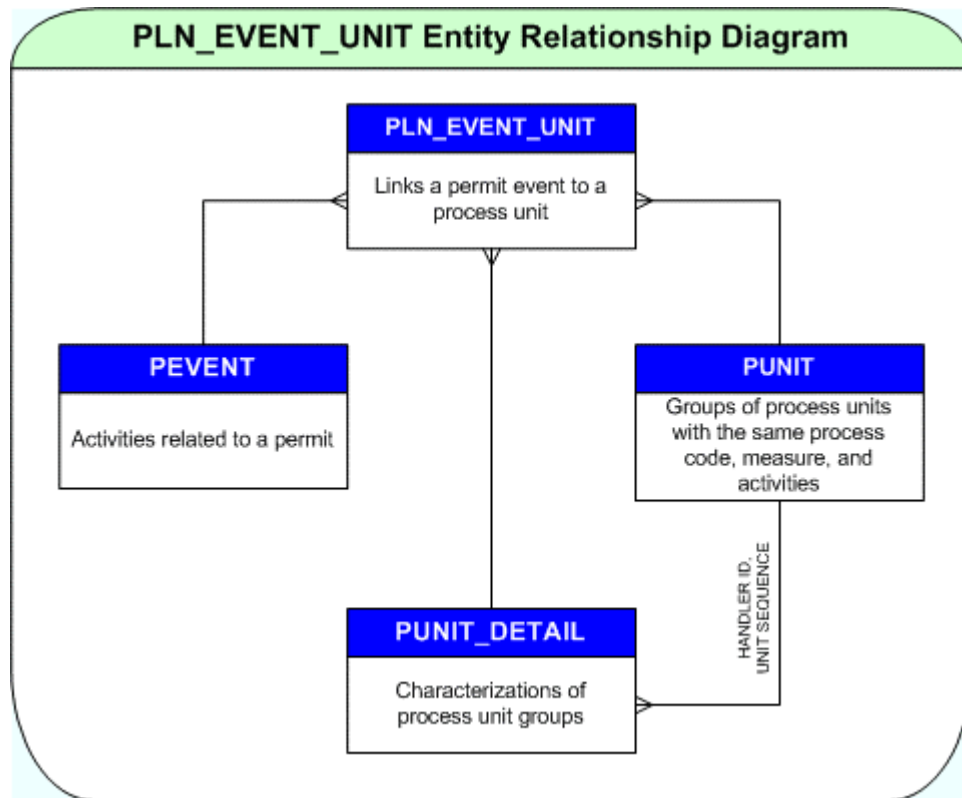 PLN_EVENT_UNIT Entity Relationship Diagram
PLN_EVENT_UNIT
Links a permit event to a
process unit
PEVENT
Activities related to a permit
PUNIT
Groups of process units
with the same process
code, measure, and
activities
HANDLER ID,
UNIT SEQUENCE
PUNIT_DETAIL
Characterizations of
process unit groups